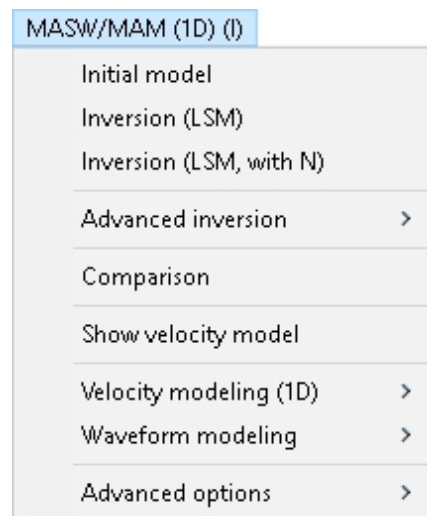 MASW/MAM (1D) (I)
Initial model
Inversion (LSM)
Inversion (LSM, with N)
Advanced inversion
Comparison
Show velocity model
Velocity modeling (1D)
Waveform modeling
Advanced options